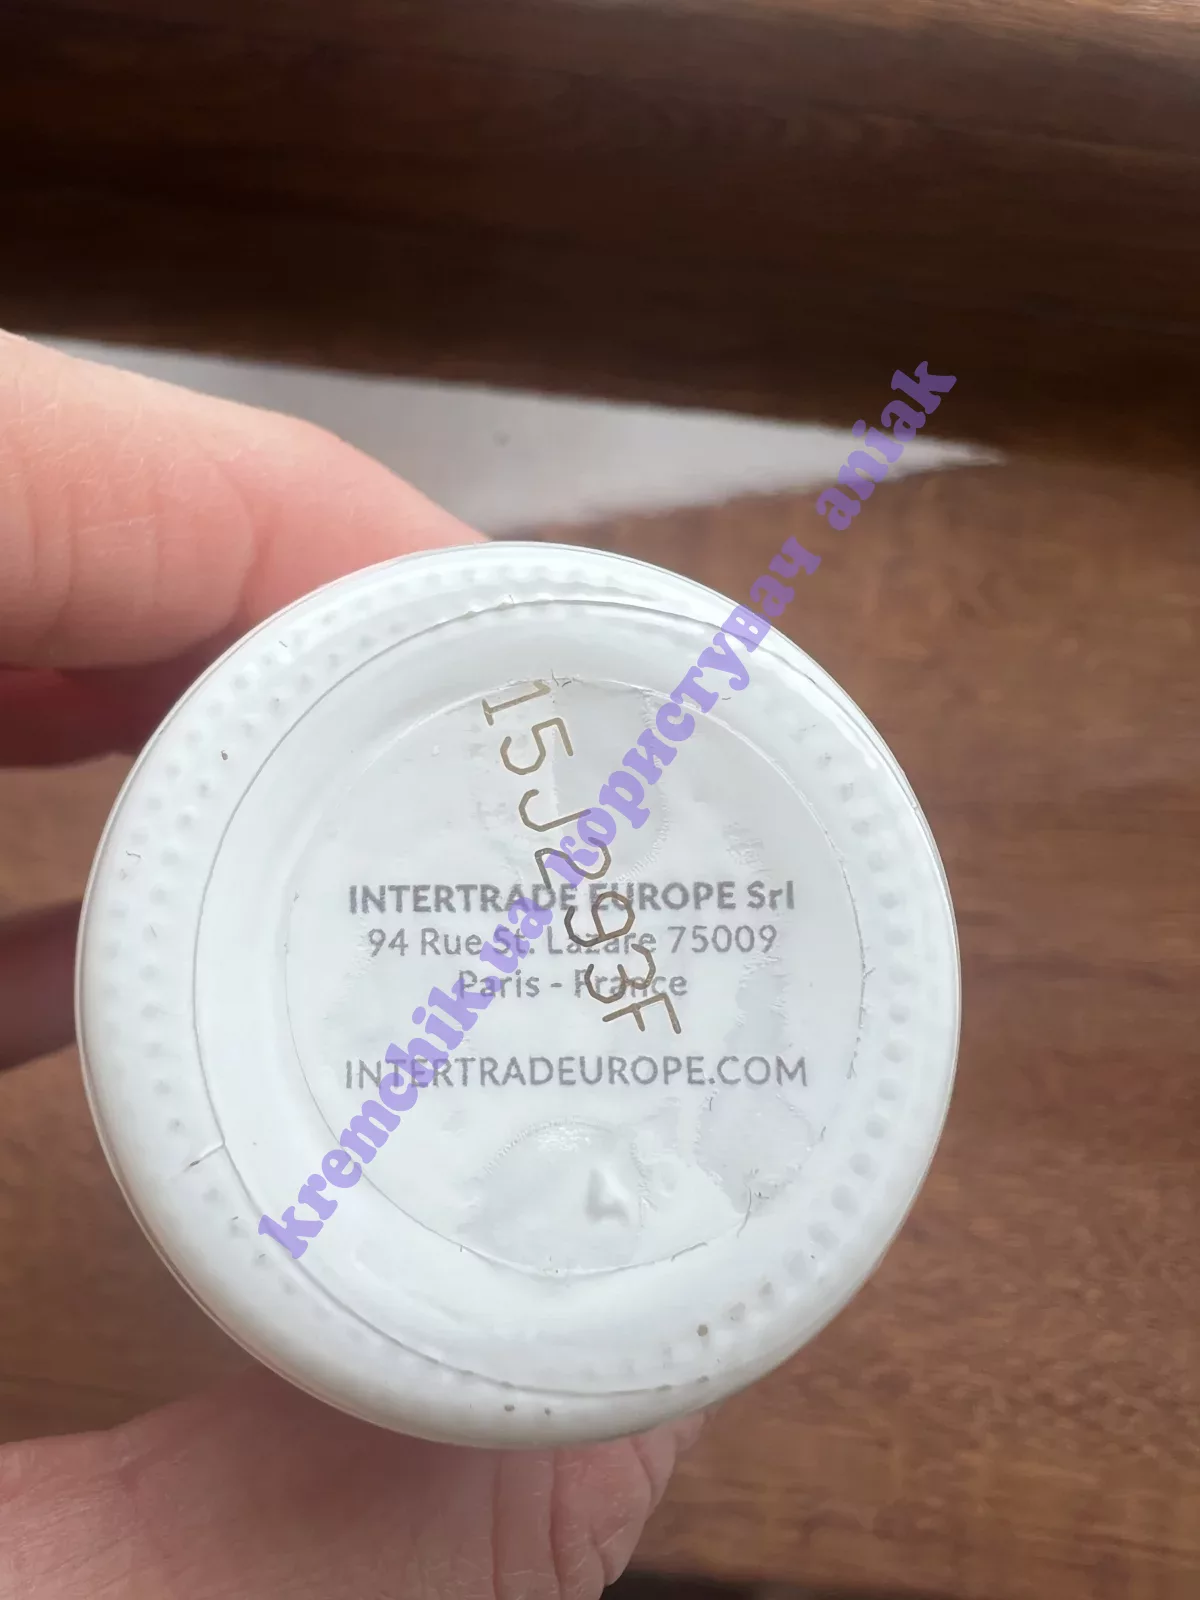 15J293F
INTERTRADE EUROPE Srl
94 Rue St. Lazare 75009
Paris - France
INTERTRADEUROPE.COM
kremchik.ua користувач aniak